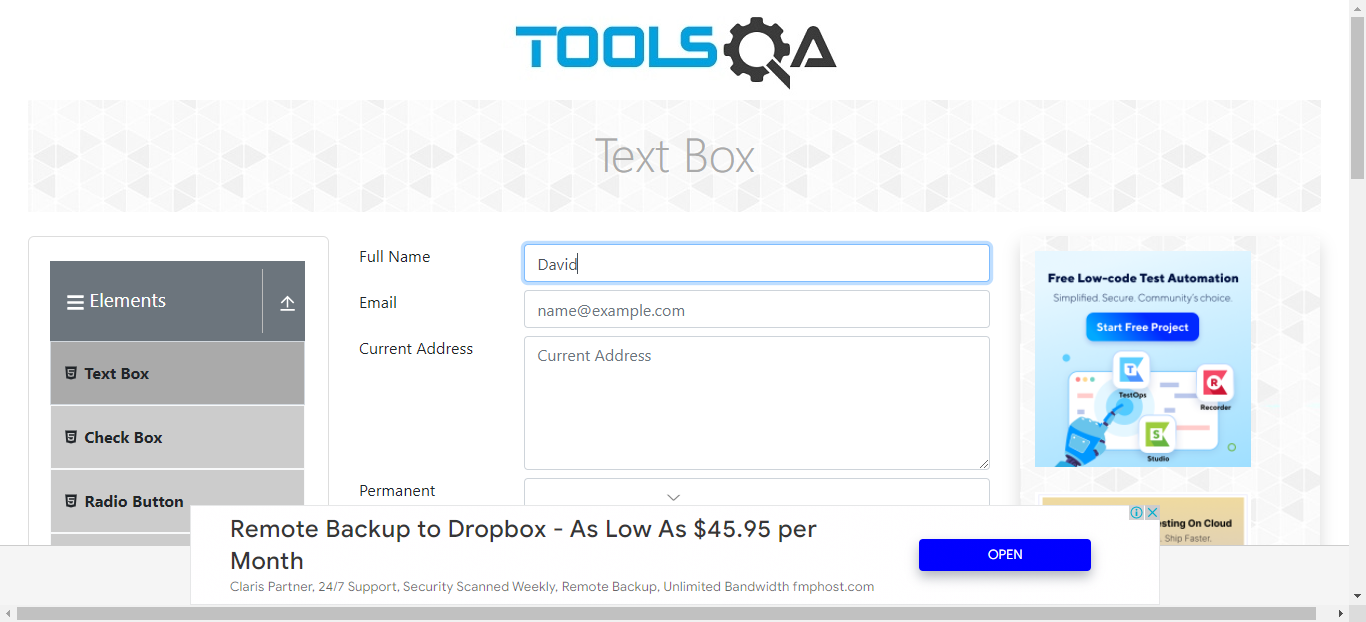 TOOLSQA
Text Box
Elements
Text Box
Check Box
Radio Button
Full Name
David
Email
name@example.com
Current Address
Current Address
Permanent
Free Low-code Test Automation
Simplified. Secure. Community's choice.
Start Free Project
TestOps
Recorder
Studio
sting On Cloud
Ship Faster.
Remote Backup to Dropbox - As Low As $45.95 per
Month
Claris Partner, 24/7 Support, Security Scanned Weekly, Remote Backup, Unlimited Bandwidth fmphost.com
OPEN